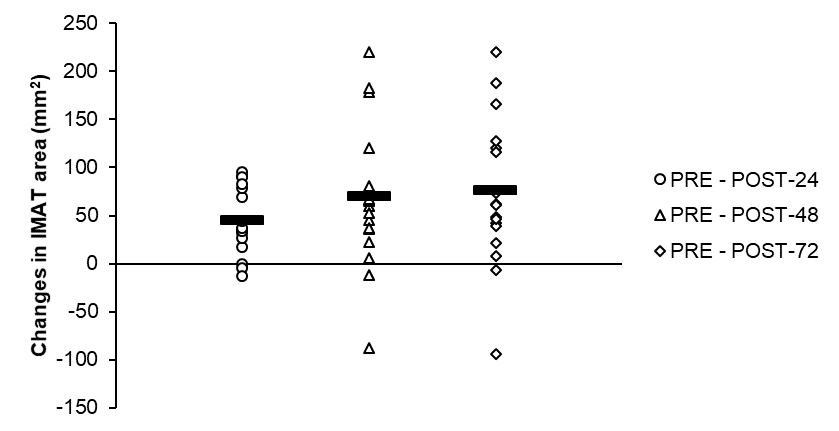 Changes in IMAT area (mm²)
250
200
150
100
50
0
-50
-100
-150
PRE - POST-24
PRE - POST-48
PRE - POST-72